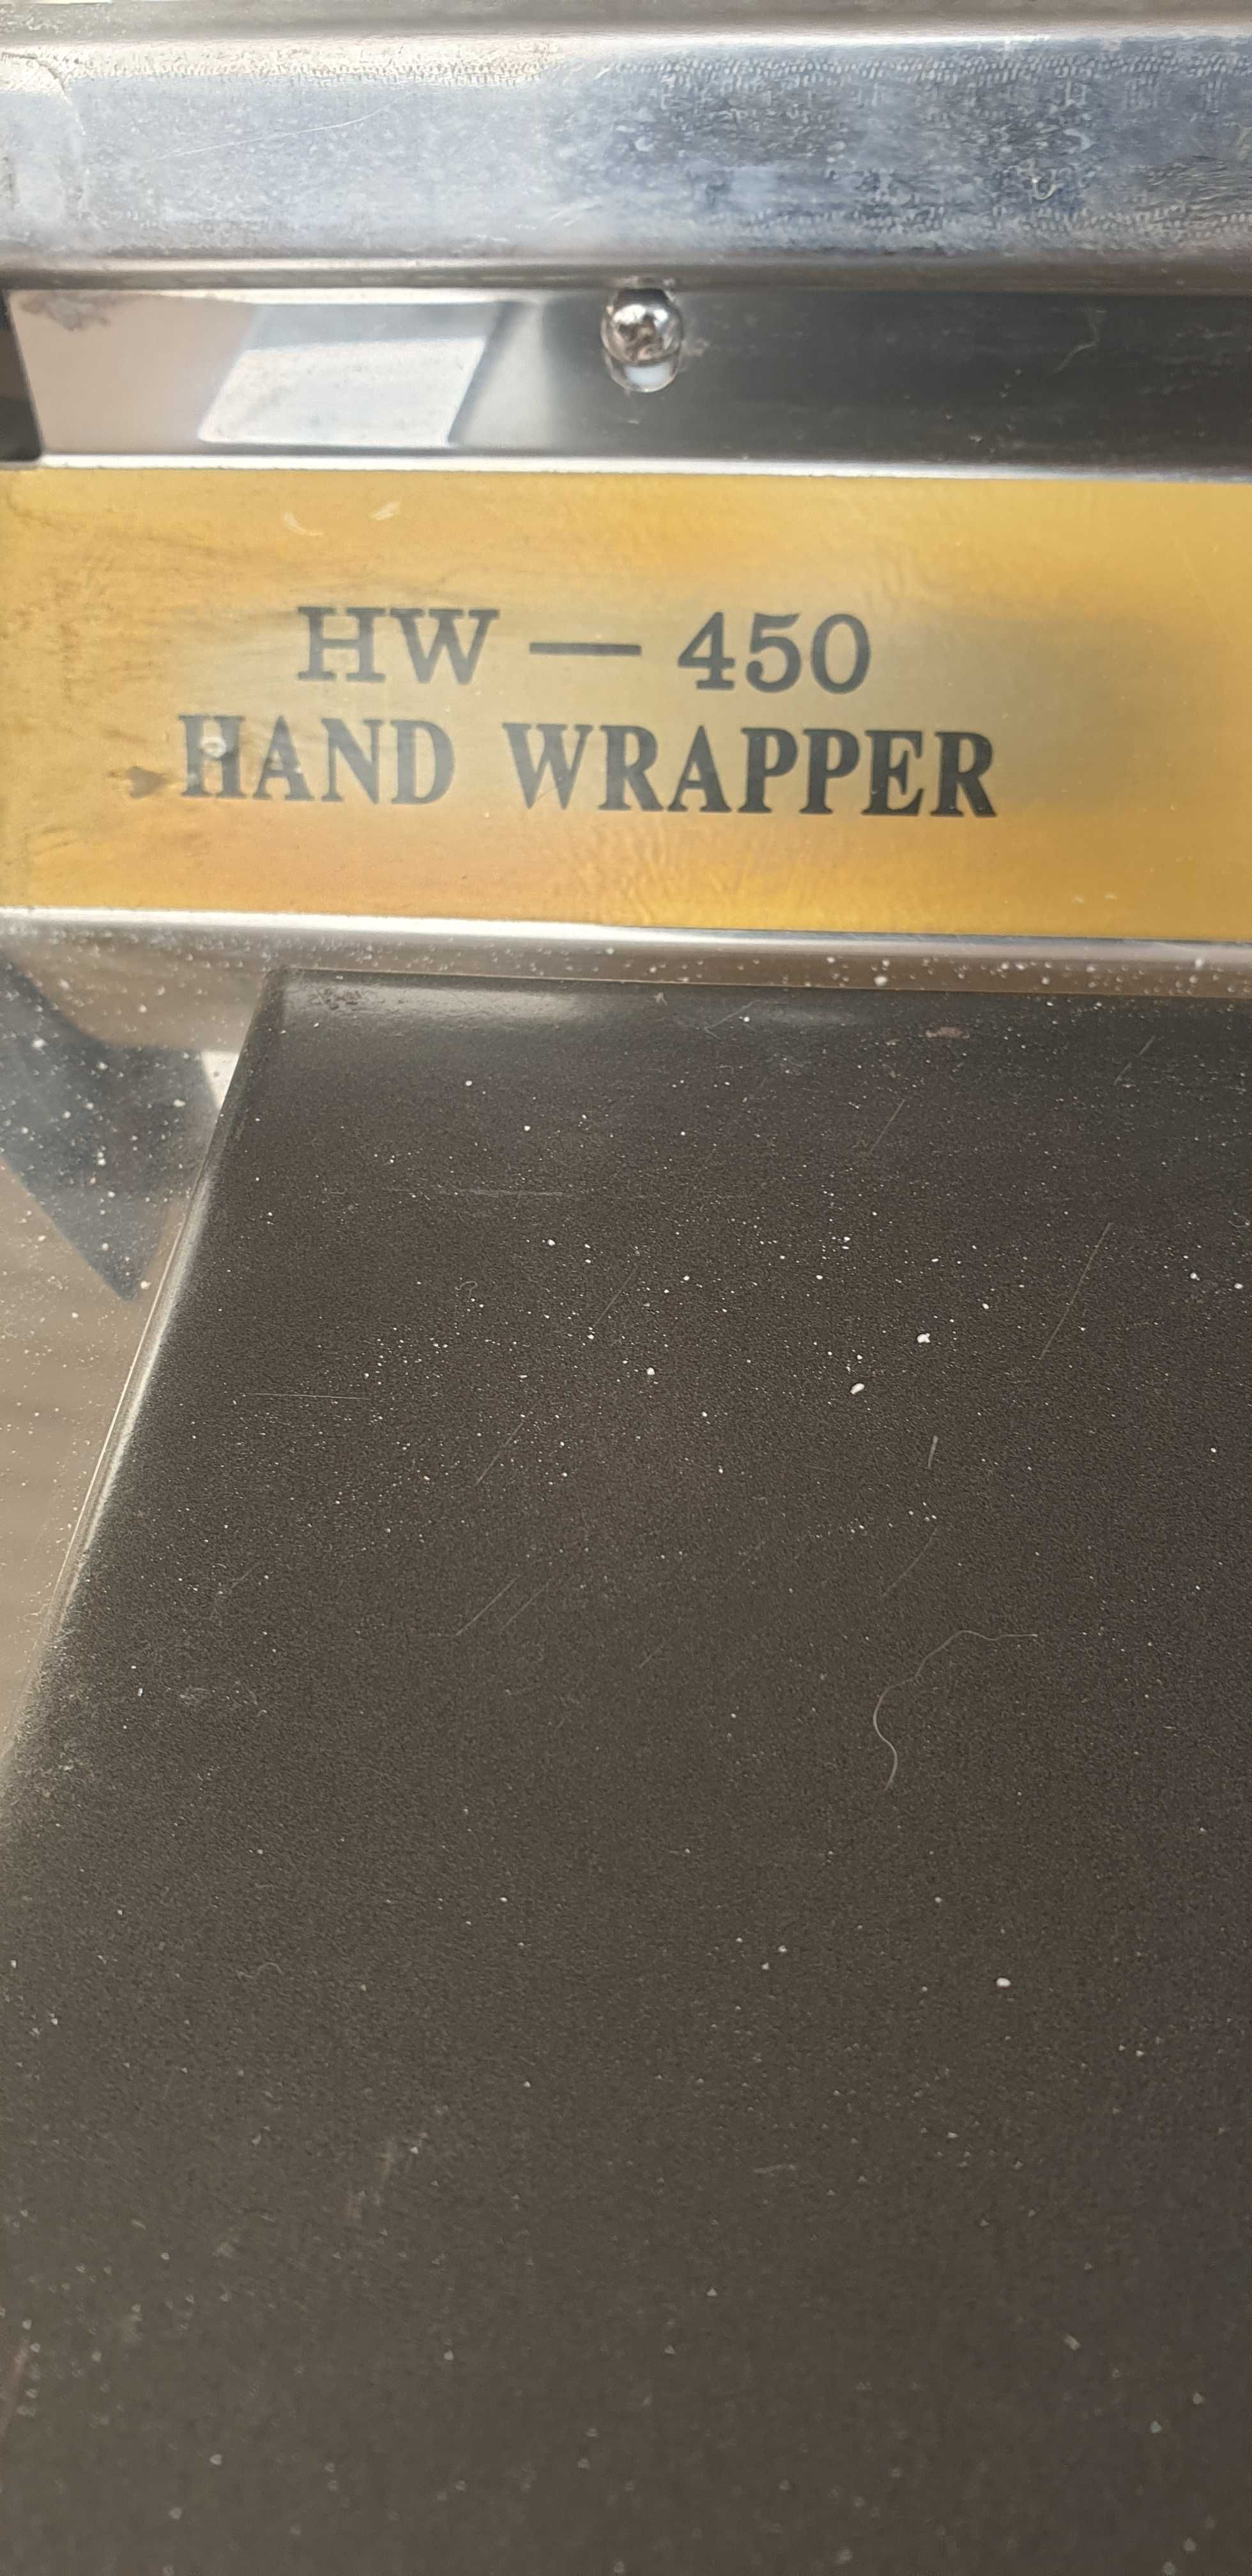 HW — 450
HAND WRAPPER